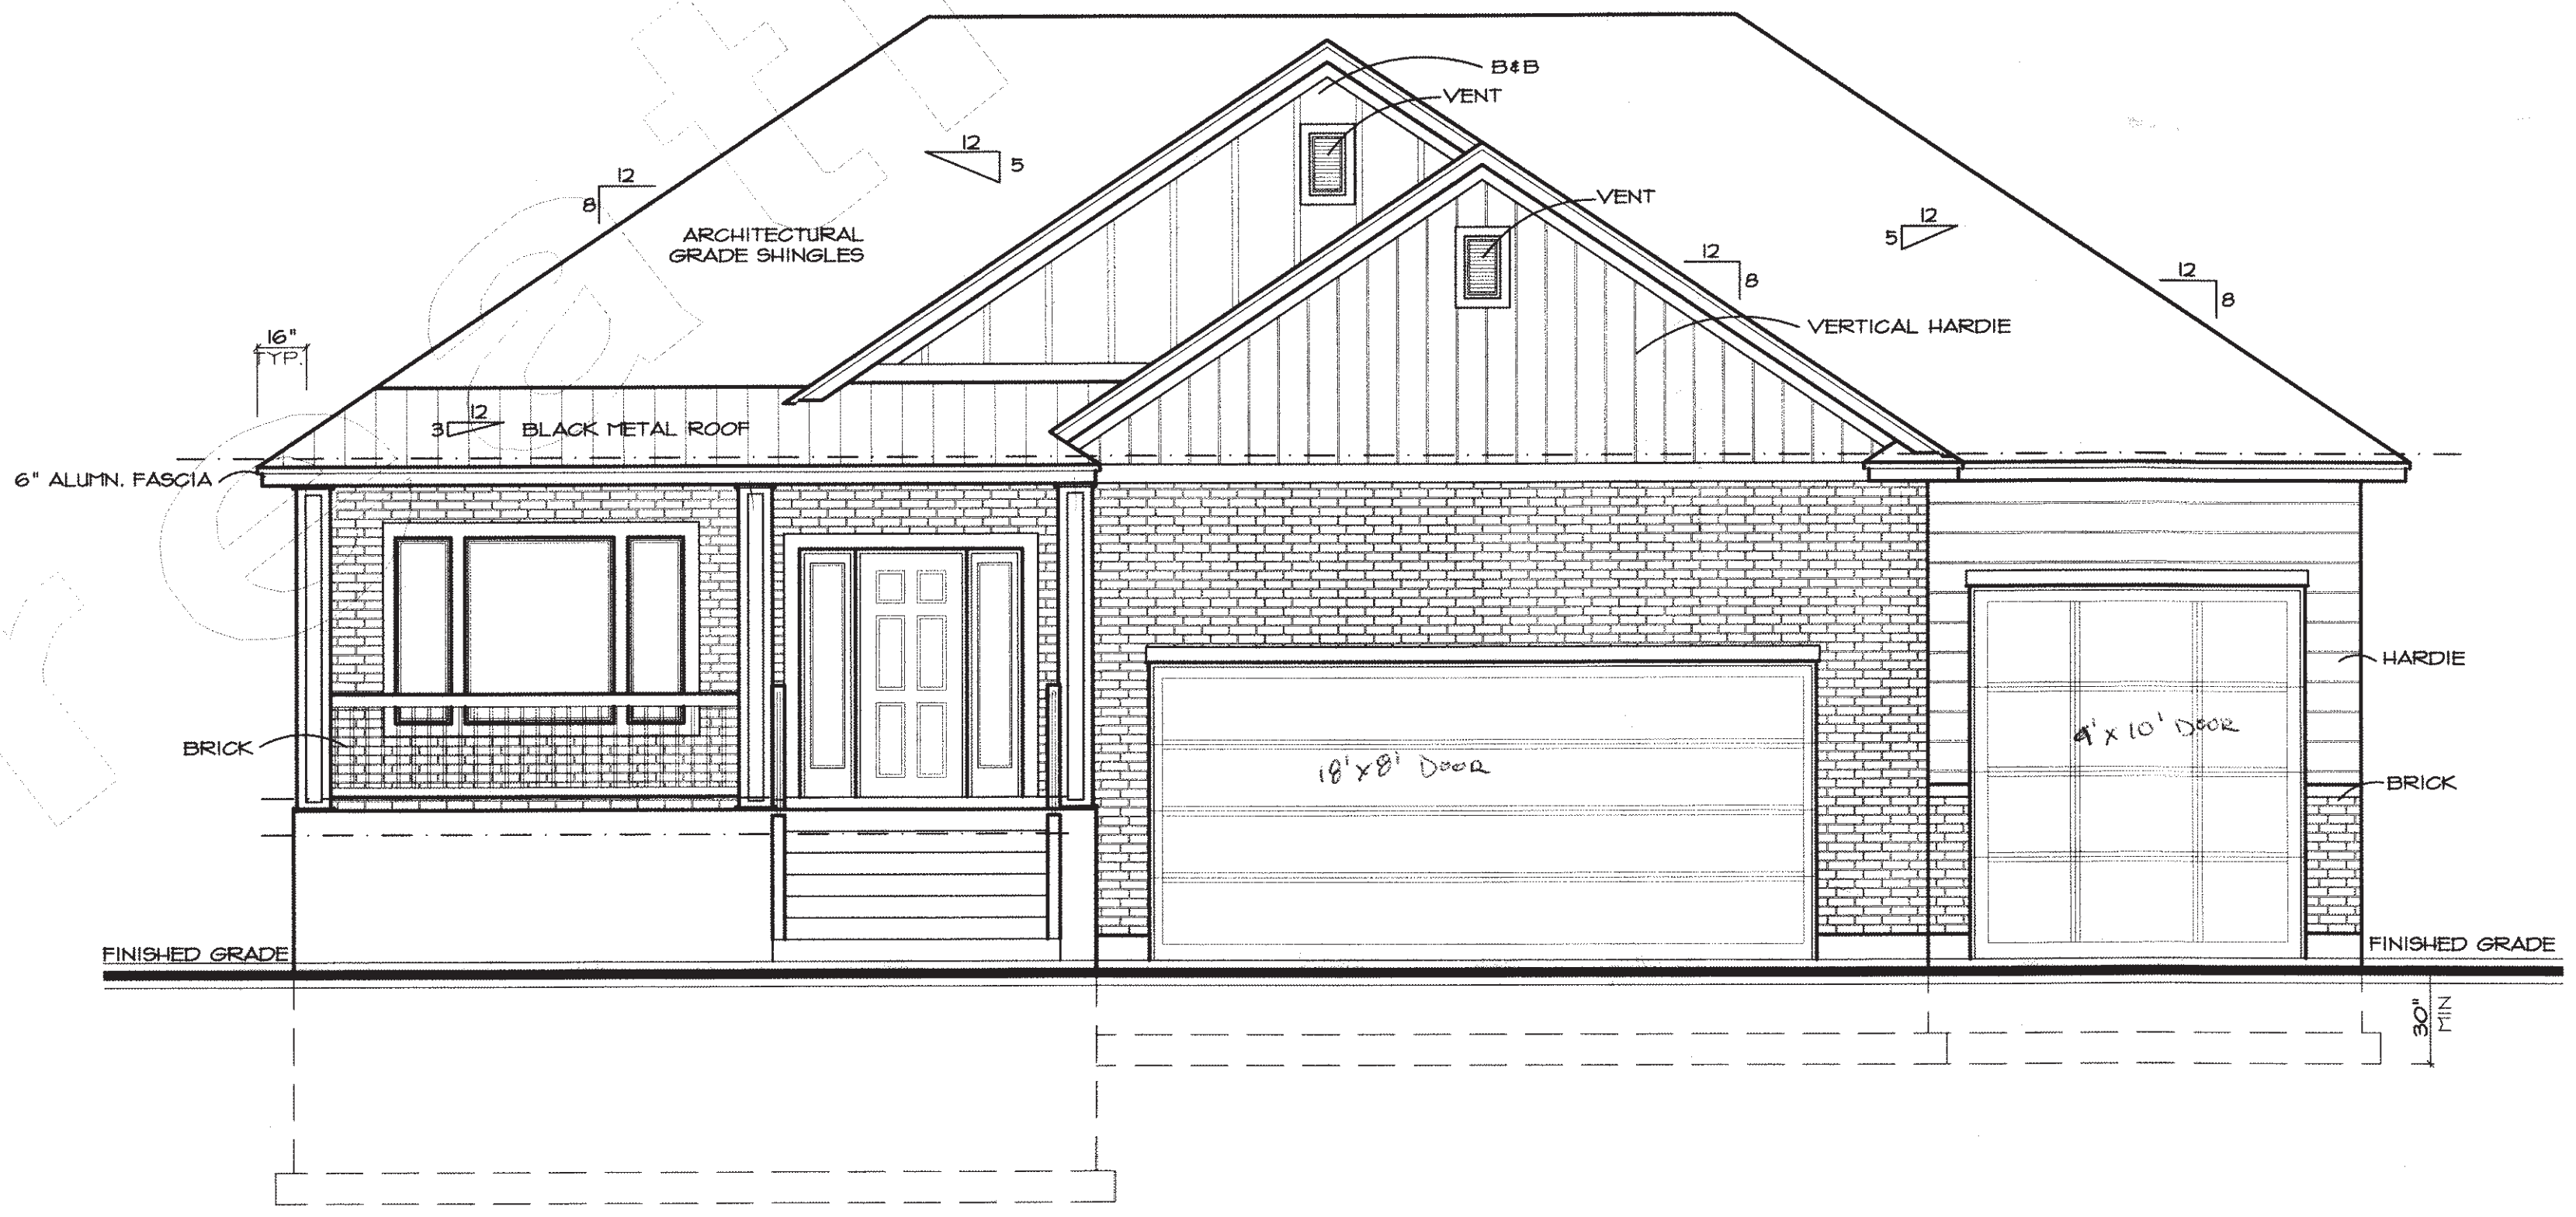 B&B
VENT
12
5
12
8
VENT
ARCHITECTURAL
GRADE SHINGLES
12
5
12
8
12
8
16"
TYP.
VERTICAL HARDIE
12
3
BLACK METAL ROOF
6" ALUMN. FASCIA
HARDIE
BRICK
18'x8' DOOR
9'x10' DOOR
BRICK
FINISHED GRADE
FINISHED GRADE
30"
MIN